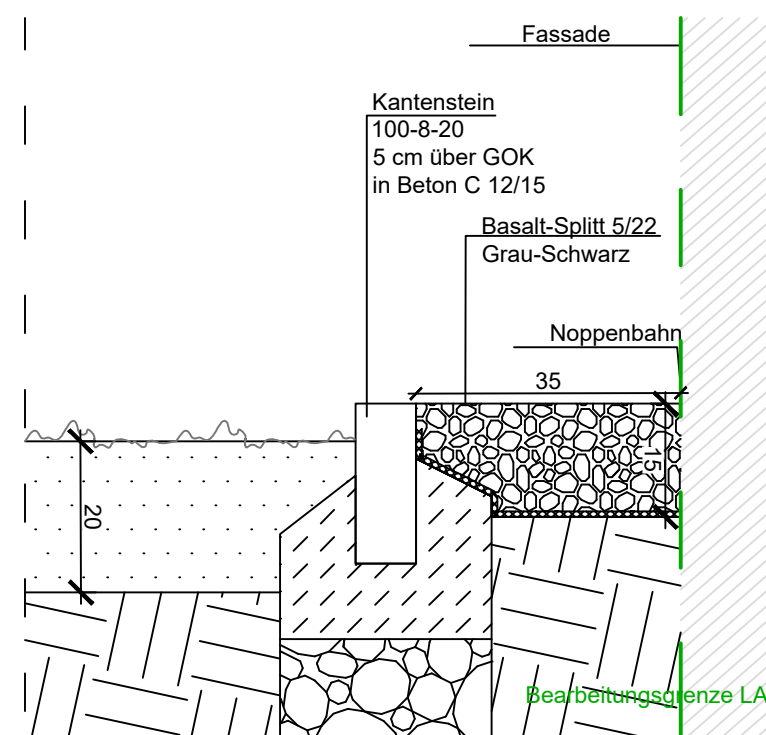 Fassade
Kantenstein
100-8-20
5 cm über GOK
in Beton C 12/15
Basalt-Splitt 5/22
Grau-Schwarz
Noppenbahn
35
15
20
Bearbeitungsgrenze LA